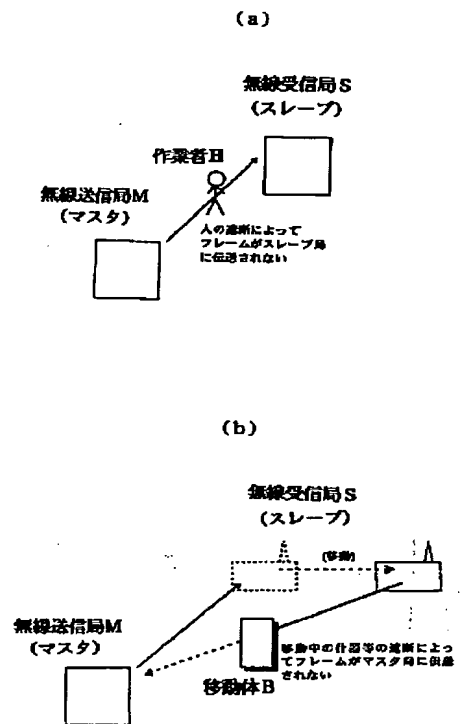 (a)
無線受信局S
(スレーブ)
作業者H
無線送信局M
(マスタ)
人の遮断によって
フレームがスレーブ局
に伝送されない
(b)
無線受信局S
(スレーブ)
(移動)
無線送信局M
(マスタ)
移動体B
移動中の什器等の遮断によっ
てフレームがマスタ局に伝送
されない